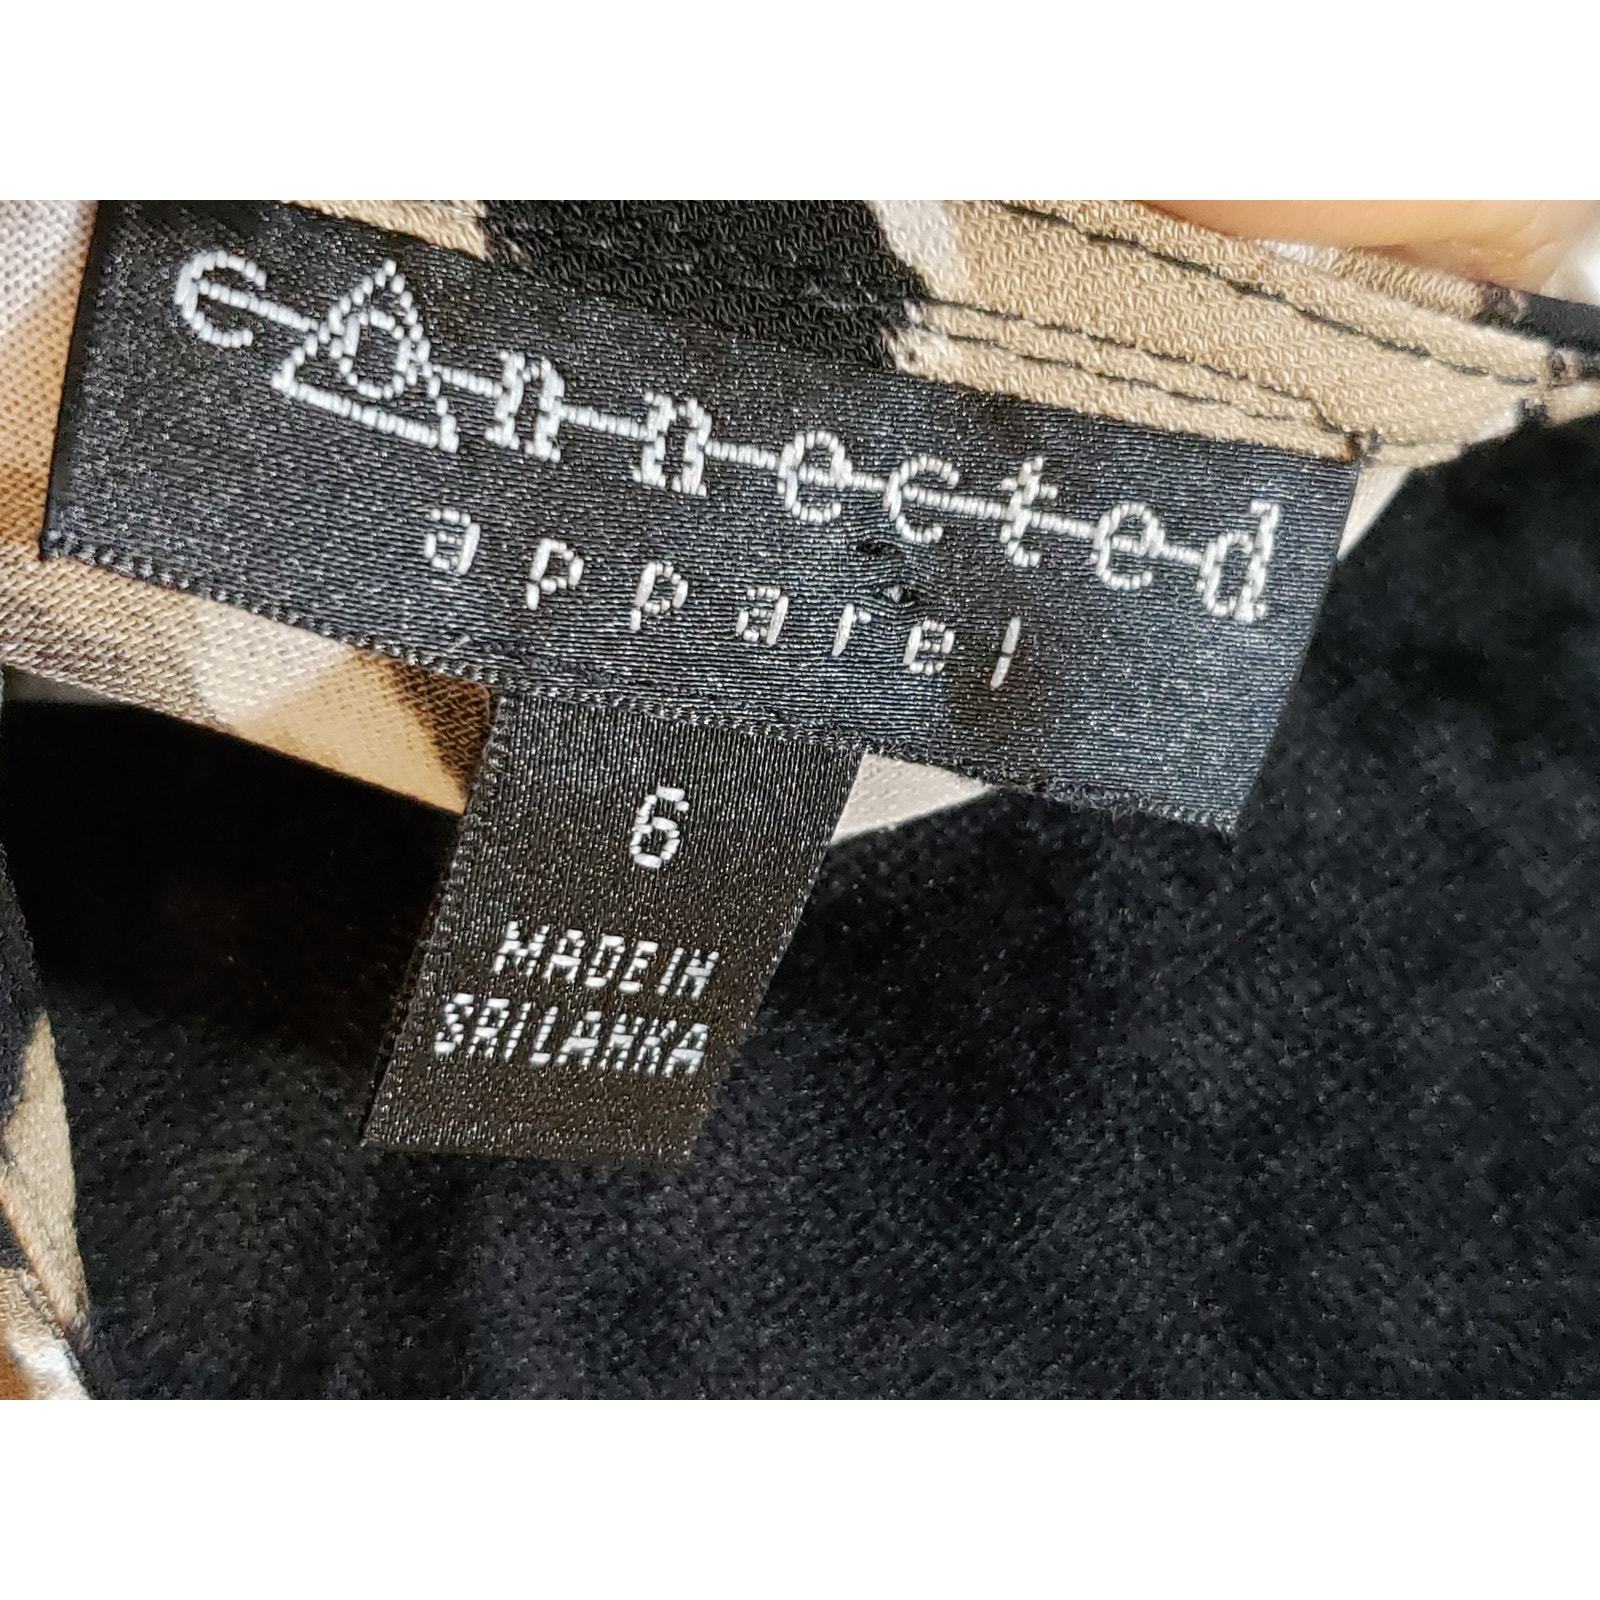 connected
apparel
6
MADE IN
SRI LANKA